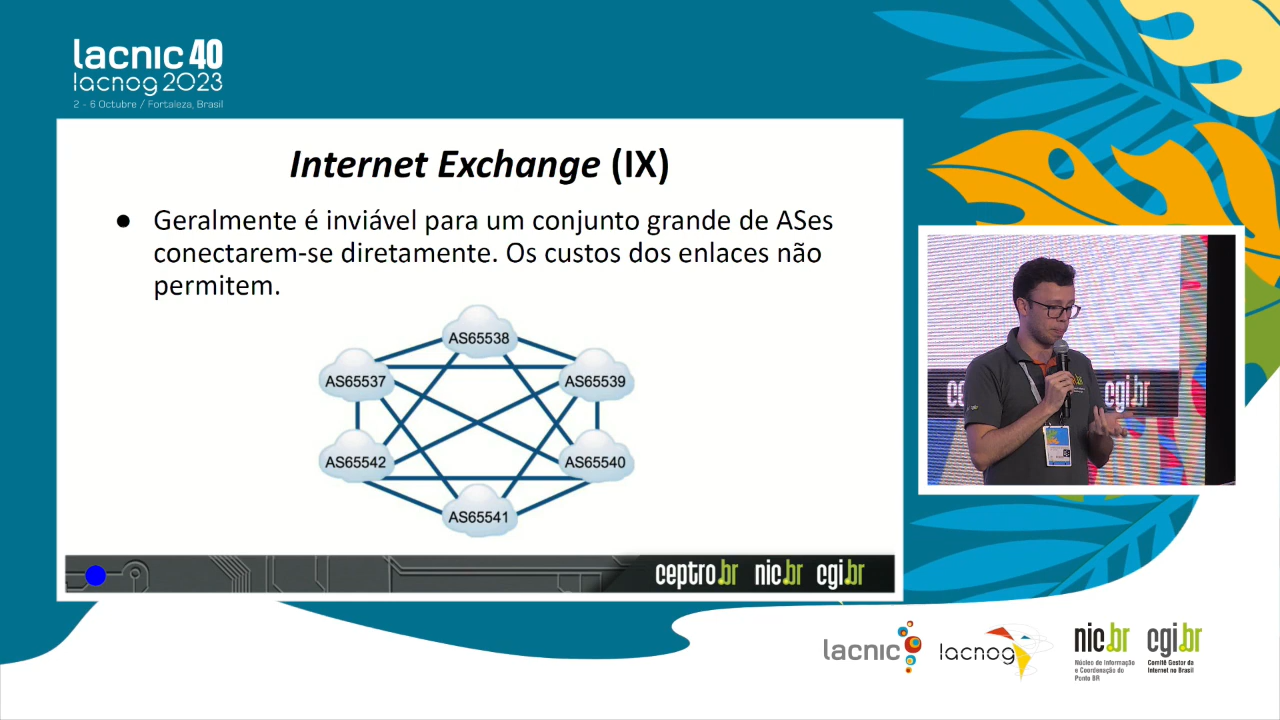 lacnic 40
lacnog 2023
2 - 6 Octubre / Fortaleza, Brasil
Internet Exchange (IX)
● Geralmente é inviável para um conjunto grande de ASes
conectarem-se diretamente. Os custos dos enlaces não
permitem.
AS65538
AS65537
AS65539
AS65542
AS65540
AS65541
ceptro.br nic.br cgi.br
cgi.br
lacnic
lacnog
nic.br
Núcleo de Informação
e Coordenação do
Ponto BR
cgi.br
Comitê Gestor da
Internet no Brasil